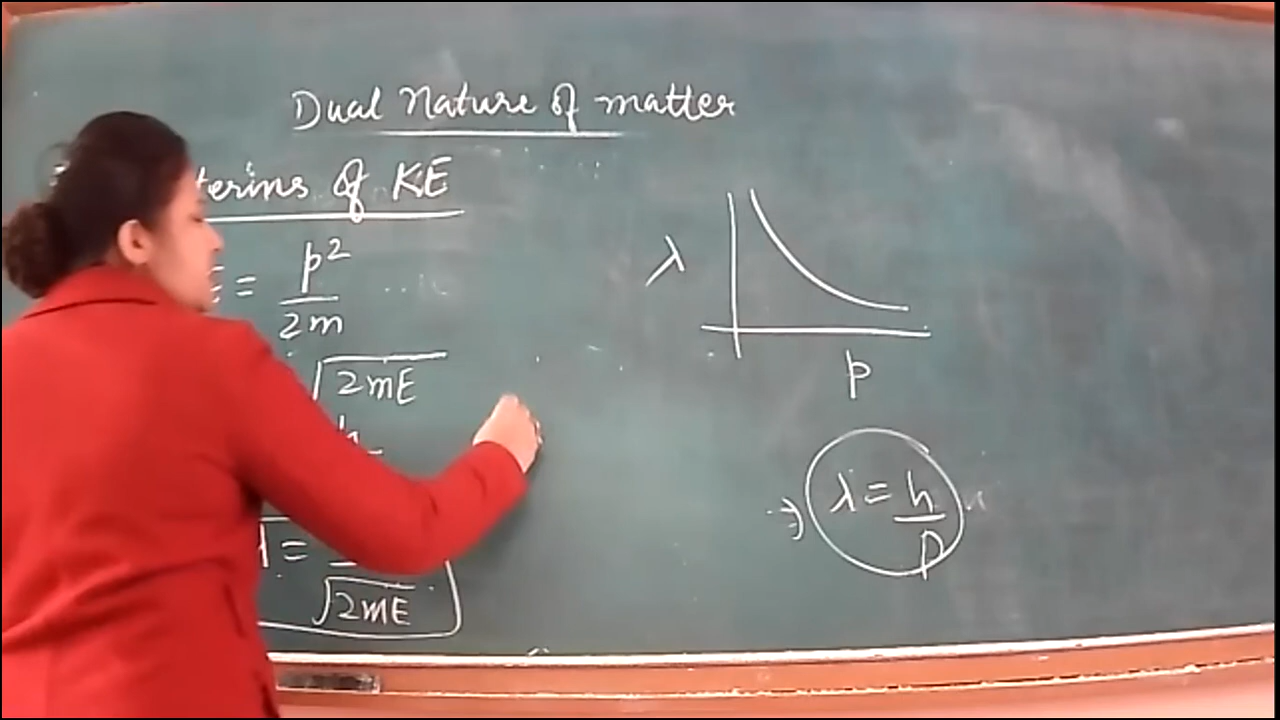 Dual Nature of matter
terms of KE
E = p²/2m
√2mE
h
λ = √2mE
λ
p
⇒ λ = h/p